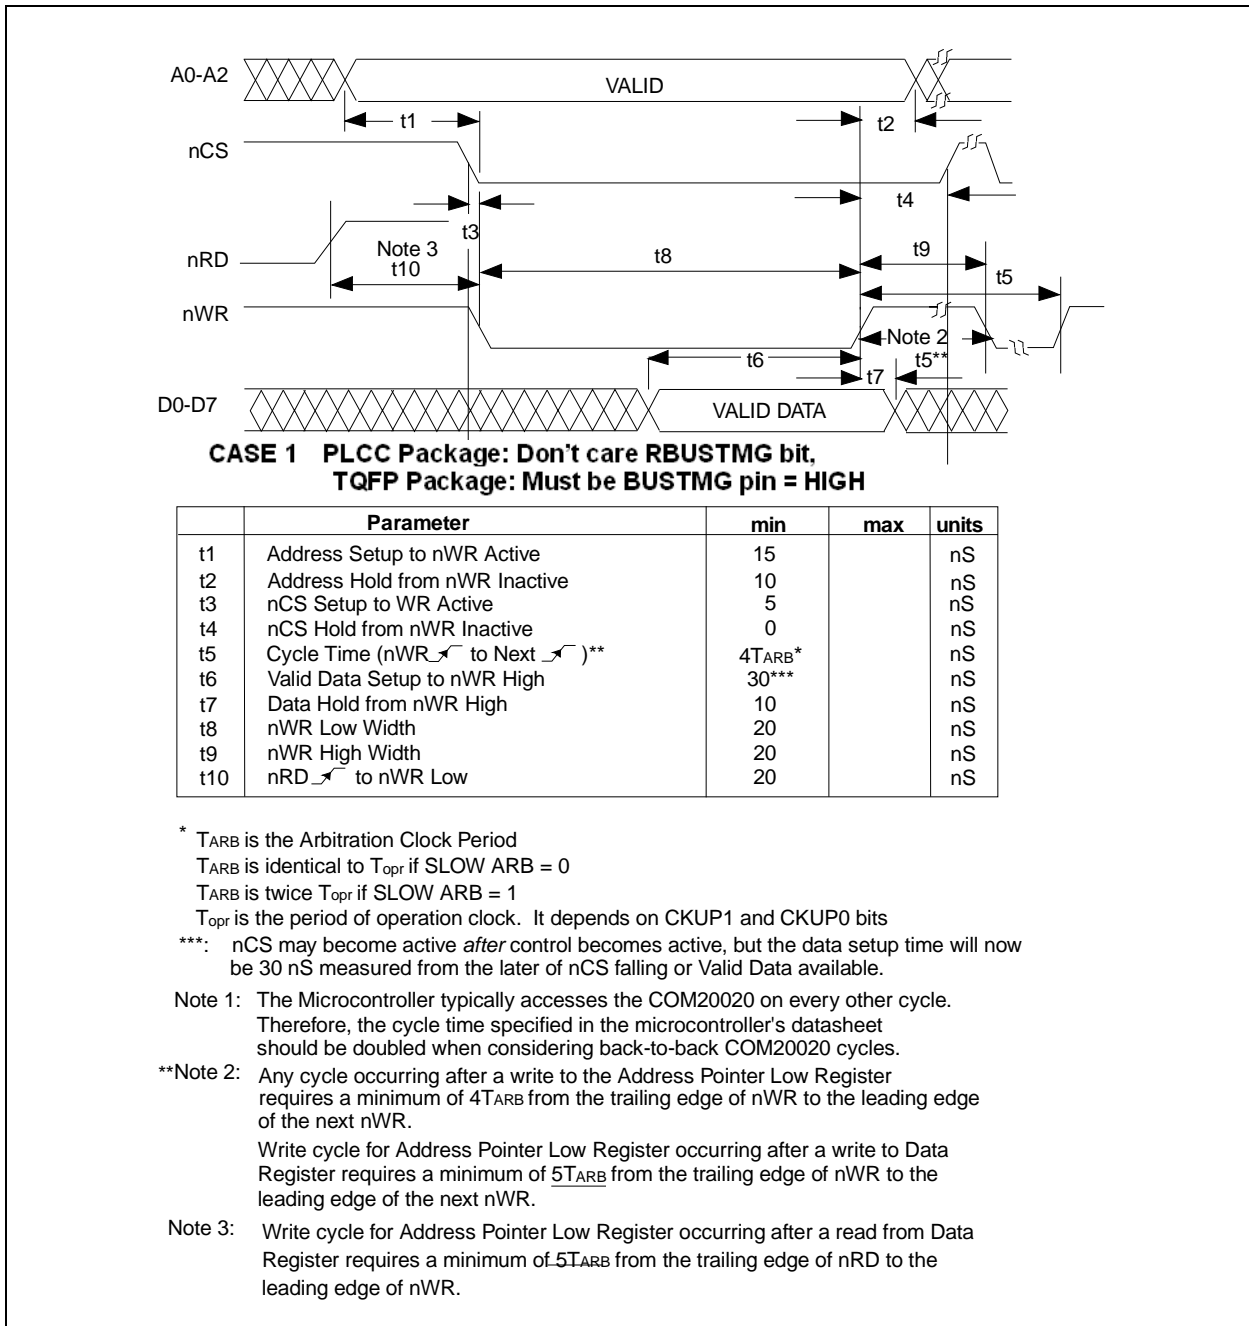 A0-A2
VALID
t1
t2
nCS
t4
t3
nRD
Note 3
t10
t8
t9
t5
nWR
Note 2
t6
t5**
t7
D0-D7
VALID DATA
CASE 1 PLCC Package: Don't care RBUSTMG bit,
TQFP Package: Must be BUSTMG pin = HIGH
Parameter min max units
t1 Address Setup to nWR Active 15 nS
t2 Address Hold from nWR Inactive 10 nS
t3 nCS Setup to WR Active 5 nS
t4 nCS Hold from nWR Inactive 0 nS
t5 Cycle Time (nWR to Next )** 4TARB* nS
t6 Valid Data Setup to nWR High 30*** nS
t7 Data Hold from nWR High 10 nS
t8 nWR Low Width 20 nS
t9 nWR High Width 20 nS
t10 nRD to nWR Low 20 nS
* TARB is the Arbitration Clock Period
TARB is identical to Topr if SLOW ARB = 0
TARB is twice Topr if SLOW ARB = 1
Topr is the period of operation clock. It depends on CKUP1 and CKUP0 bits
***: nCS may become active after control becomes active, but the data setup time will now
be 30 nS measured from the later of nCS falling or Valid Data available.
Note 1: The Microcontroller typically accesses the COM20020 on every other cycle.
Therefore, the cycle time specified in the microcontroller's datasheet
should be doubled when considering back-to-back COM20020 cycles.
**Note 2: Any cycle occurring after a write to the Address Pointer Low Register
requires a minimum of 4TARB from the trailing edge of nWR to the leading edge
of the next nWR.
Write cycle for Address Pointer Low Register occurring after a write to Data
Register requires a minimum of 5TARB from the trailing edge of nWR to the
leading edge of the next nWR.
Note 3: Write cycle for Address Pointer Low Register occurring after a read from Data
Register requires a minimum of 5TARB from the trailing edge of nRD to the
leading edge of nWR.